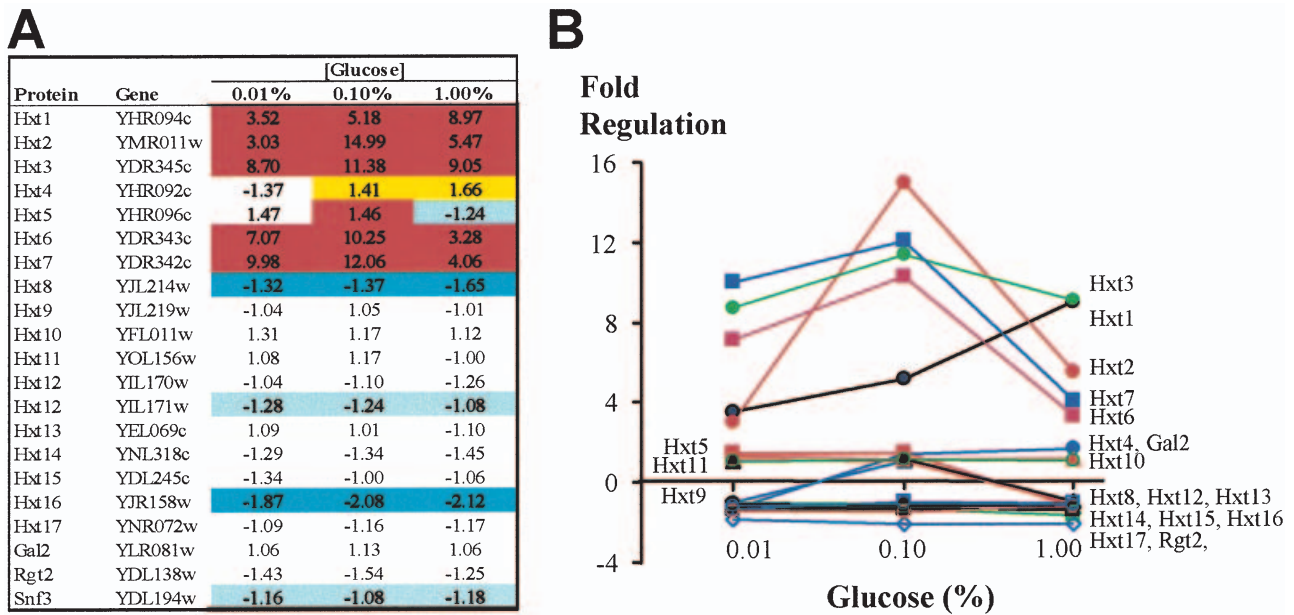 A
[Glucose]
Protein Gene 0.01% 0.10% 1.00%
Hxt1 YHR094c 3.52 5.18 8.97
Hxt2 YMR011w 3.03 14.99 5.47
Hxt3 YDR345c 8.70 11.38 9.05
Hxt4 YHR092c -1.37 1.41 1.66
Hxt5 YHR096c 1.47 1.46 -1.24
Hxt6 YDR343c 7.07 10.25 3.28
Hxt7 YDR342c 9.98 12.06 4.06
Hxt8 YJL214w -1.32 -1.37 -1.65
Hxt9 YJL219w -1.04 1.05 -1.01
Hxt10 YFL011w 1.31 1.17 1.12
Hxt11 YOL156w 1.08 1.17 -1.00
Hxt12 YIL170w -1.04 -1.10 -1.26
Hxt12 YIL171w -1.28 -1.24 -1.08
Hxt13 YEL069c 1.09 1.01 -1.10
Hxt14 YNL318c -1.29 -1.34 -1.45
Hxt15 YDL245c -1.34 -1.00 -1.06
Hxt16 YJR158w -1.87 -2.08 -2.12
Hxt17 YNR072w -1.09 -1.16 -1.17
Gal2 YLR081w 1.06 1.13 1.06
Rgt2 YDL138w -1.43 -1.54 -1.25
Snf3 YDL194w -1.16 -1.08 -1.18
B
Fold
Regulation
16
12
8
4
0
-4
Hxt5
Hxt11
Hxt9
Hxt3
Hxt1
Hxt2
Hxt7
Hxt6
Hxt4, Gal2
Hxt10
Hxt8, Hxt12, Hxt13
Hxt14, Hxt15, Hxt16
Hxt17, Rgt2,
0.01 0.10 1.00
Glucose (%)